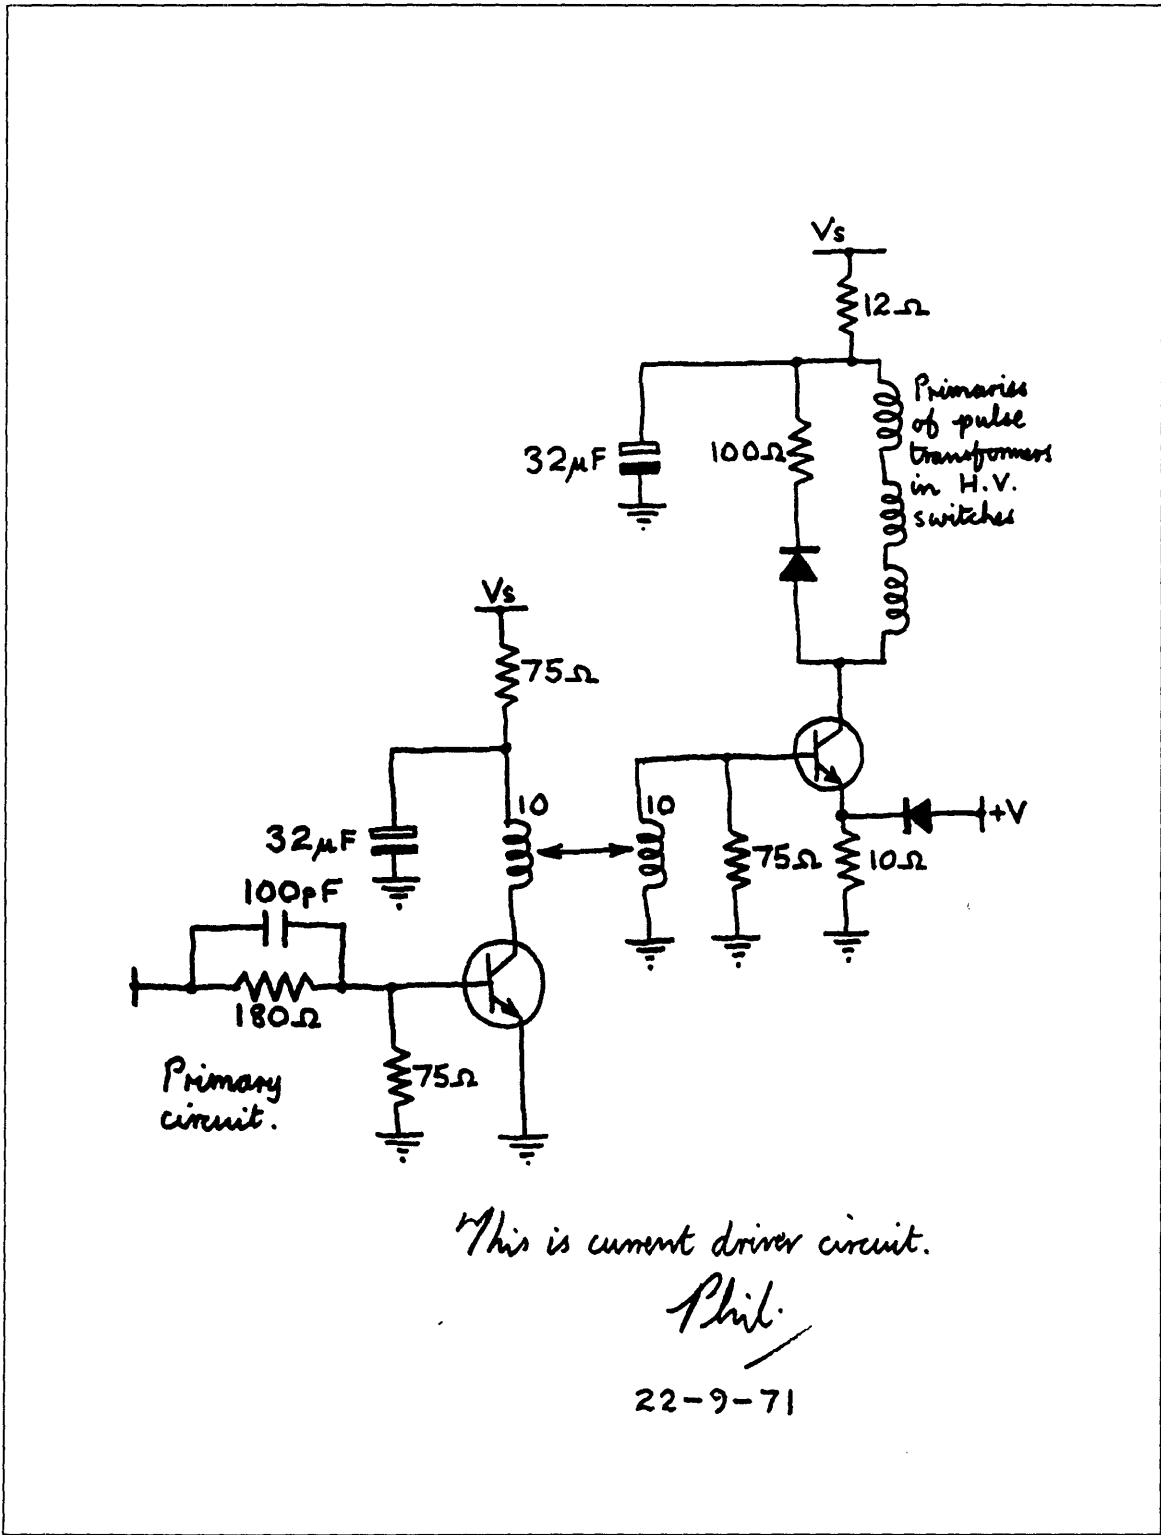 Vs
12Ω
Primaries
of pulse
transformers
in H.V.
switches
32μF
100Ω
Vs
75Ω
10
10
+V
32μF
75Ω
10Ω
100pF
180Ω
75Ω
Primary
circuit.
This is current driver circuit.
Phil.
22-9-71